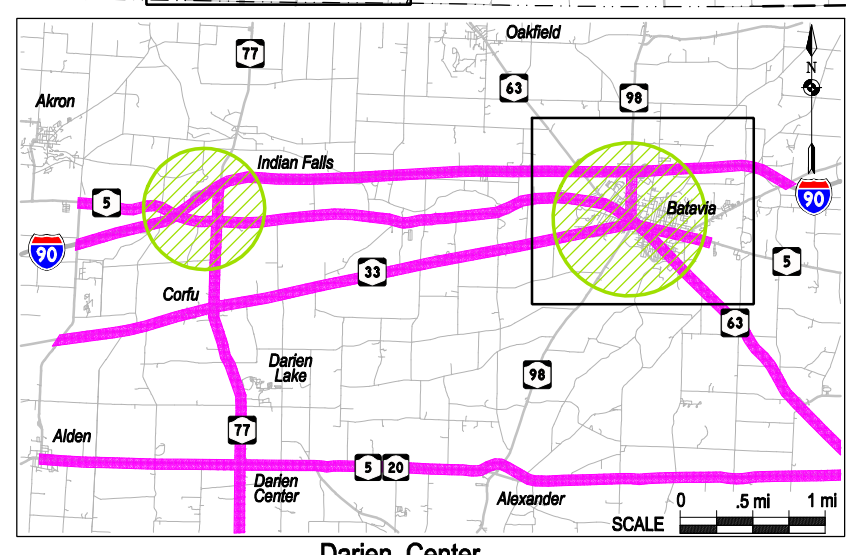 Oakfield
77
63
98
N
Akron
Indian Falls
5
90
Batavia
90
5
33
Corfu
63
Darien
Lake
98
77
Alden
5 20
Darien
Center
Alexander
0 .5 mi 1 mi
SCALE
Darien Center